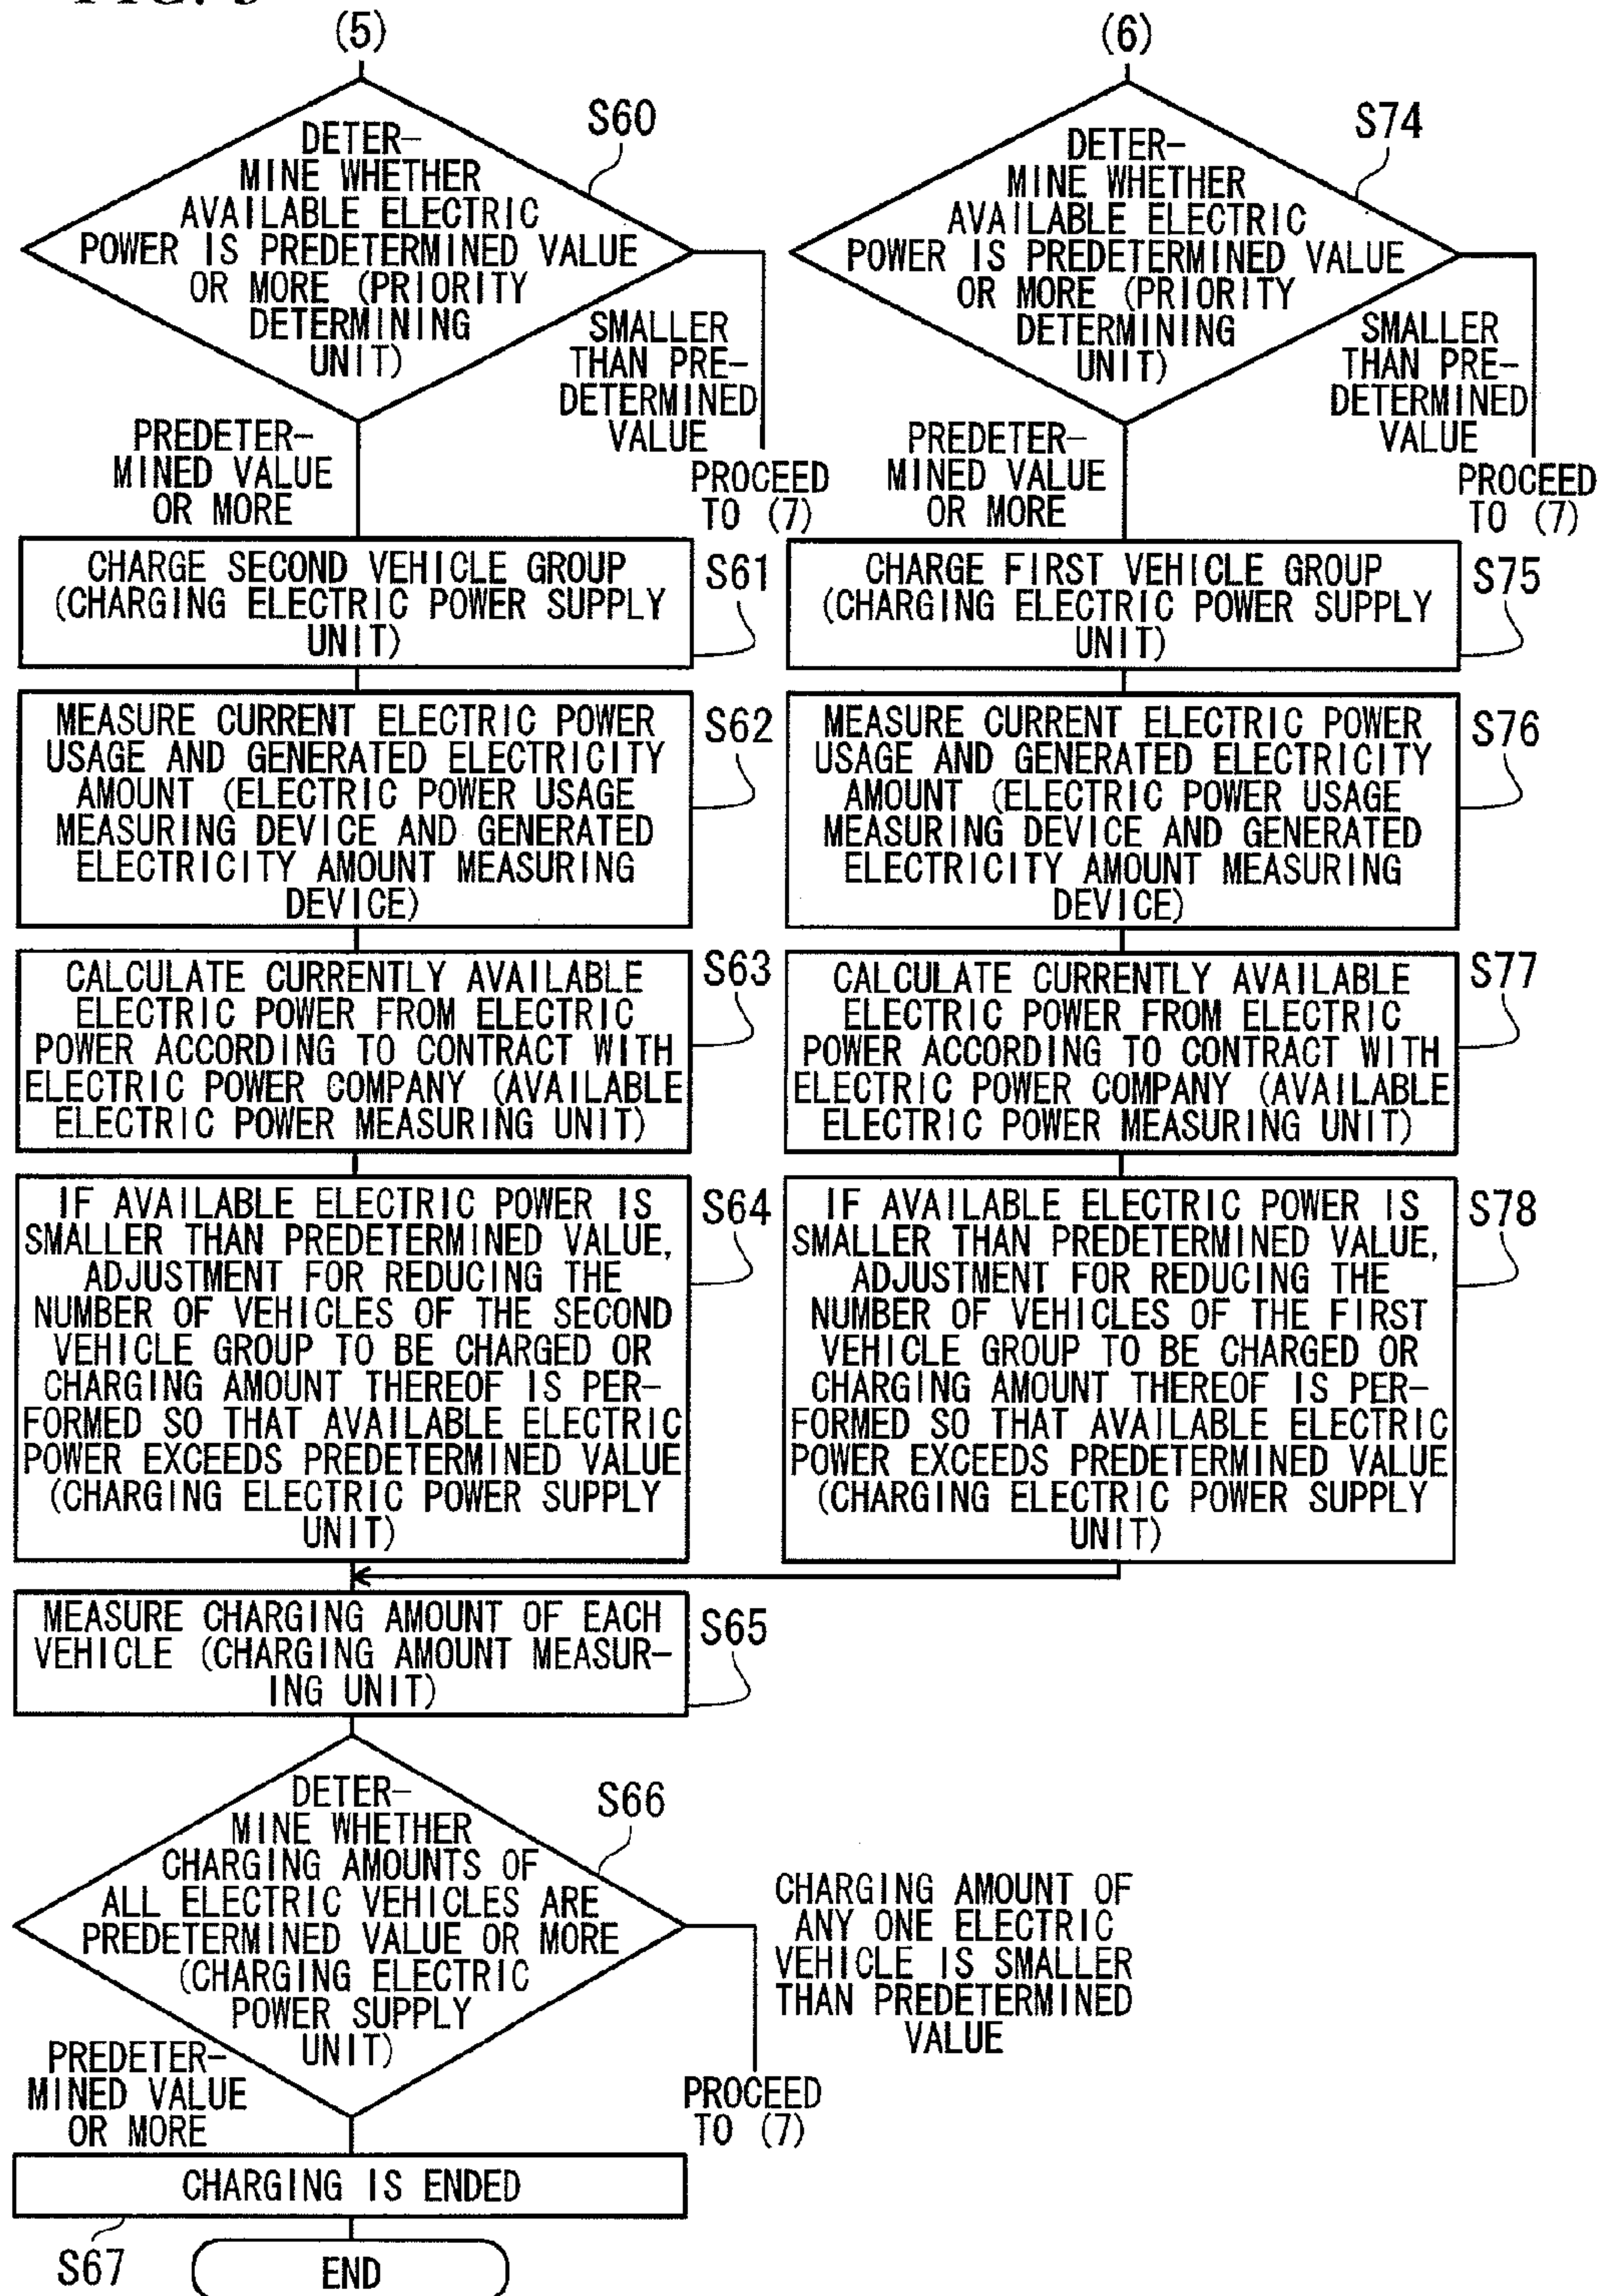 (5)
DETER-
MINE WHETHER
AVAILABLE ELECTRIC
POWER IS PREDETERMINED VALUE
OR MORE (PRIORITY
DETERMINING
UNIT)
S60
SMALLER
THAN PRE-
DETERMINED
VALUE
PREDETER-
MINED VALUE
OR MORE
PROCEED
TO (7)
CHARGE SECOND VEHICLE GROUP
(CHARGING ELECTRIC POWER SUPPLY
UNIT)
S61
MEASURE CURRENT ELECTRIC POWER
USAGE AND GENERATED ELECTRICITY
AMOUNT (ELECTRIC POWER USAGE
MEASURING DEVICE AND GENERATED
ELECTRICITY AMOUNT MEASURING
DEVICE)
S62
CALCULATE CURRENTLY AVAILABLE
ELECTRIC POWER FROM ELECTRIC
POWER ACCORDING TO CONTRACT WITH
ELECTRIC POWER COMPANY (AVAILABLE
ELECTRIC POWER MEASURING UNIT)
S63
IF AVAILABLE ELECTRIC POWER IS
SMALLER THAN PREDETERMINED VALUE,
ADJUSTMENT FOR REDUCING THE
NUMBER OF VEHICLES OF THE SECOND
VEHICLE GROUP TO BE CHARGED OR
CHARGING AMOUNT THEREOF IS PER-
FORMED SO THAT AVAILABLE ELECTRIC
POWER EXCEEDS PREDETERMINED VALUE
(CHARGING ELECTRIC POWER SUPPLY
UNIT)
S64
(6)
DETER-
MINE WHETHER
AVAILABLE ELECTRIC
POWER IS PREDETERMINED VALUE
OR MORE (PRIORITY
DETERMINING
UNIT)
S74
SMALLER
THAN PRE-
DETERMINED
VALUE
PREDETER-
MINED VALUE
OR MORE
PROCEED
TO (7)
CHARGE FIRST VEHICLE GROUP
(CHARGING ELECTRIC POWER SUPPLY
UNIT)
S75
MEASURE CURRENT ELECTRIC POWER
USAGE AND GENERATED ELECTRICITY
AMOUNT (ELECTRIC POWER USAGE
MEASURING DEVICE AND GENERATED
ELECTRICITY AMOUNT MEASURING
DEVICE)
S76
CALCULATE CURRENTLY AVAILABLE
ELECTRIC POWER FROM ELECTRIC
POWER ACCORDING TO CONTRACT WITH
ELECTRIC POWER COMPANY (AVAILABLE
ELECTRIC POWER MEASURING UNIT)
S77
IF AVAILABLE ELECTRIC POWER IS
SMALLER THAN PREDETERMINED VALUE,
ADJUSTMENT FOR REDUCING THE
NUMBER OF VEHICLES OF THE FIRST
VEHICLE GROUP TO BE CHARGED OR
CHARGING AMOUNT THEREOF IS PER-
FORMED SO THAT AVAILABLE ELECTRIC
POWER EXCEEDS PREDETERMINED VALUE
(CHARGING ELECTRIC POWER SUPPLY
UNIT)
S78
MEASURE CHARGING AMOUNT OF EACH
VEHICLE (CHARGING AMOUNT MEASUR-
ING UNIT)
S65
DETER-
MINE WHETHER
CHARGING AMOUNTS OF
ALL ELECTRIC VEHICLES ARE
PREDETERMINED VALUE OR MORE
(CHARGING ELECTRIC
POWER SUPPLY
UNIT)
S66
CHARGING AMOUNT OF
ANY ONE ELECTRIC
VEHICLE IS SMALLER
THAN PREDETERMINED
VALUE
PREDETER-
MINED VALUE
OR MORE
PROCEED
TO (7)
CHARGING IS ENDED
S67
END